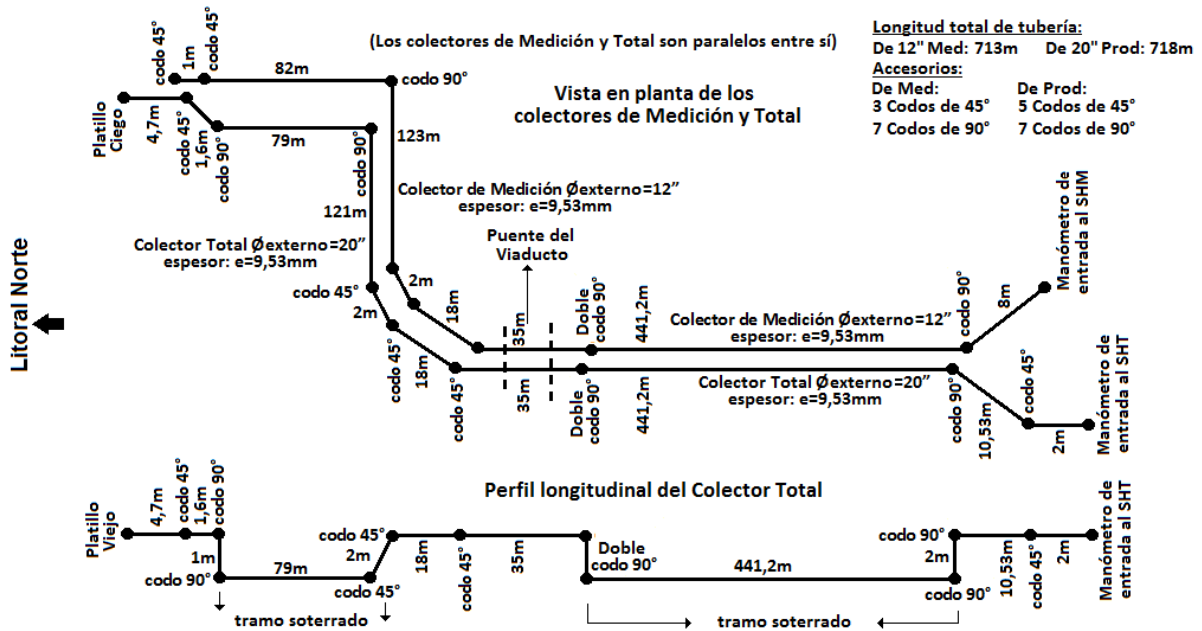 (Los colectores de Medición y Total son paralelos entre sí)
Longitud total de tubería:
De 12" Med: 713m De 20" Prod: 718m
Accesorios:
De Med: De Prod:
3 Codos de 45° 5 Codos de 45°
7 Codos de 90° 7 Codos de 90°
Vista en planta de los
colectores de Medición y Total
codo 45°
1m
codo 45°
82m
codo 90°
Platillo
Ciego
4,7m
codo 45°
1,6m
codo 90°
79m
codo 90°
123m
Colector de Medición Øexterno=12”
espesor: e=9,53mm
121m
Colector Total Øexterno=20”
espesor: e=9,53mm
Puente del
Viaducto
Litoral Norte
codo 45°
2m
2m
codo 45°
18m
18m
codo 45°
35m
35m
Doble
codo 90°
441,2m
Colector de Medición Øexterno=12”
espesor: e=9,53mm
codo 90°
8m
Manómetro de
entrada al SHM
Doble
codo 90°
441,2m
Colector Total Øexterno=20”
espesor: e=9,53mm
codo 90°
10,53m
codo 45°
2m
Manómetro de
entrada al SHT
Perfil longitudinal del Colector Total
Platillo
Viejo
4,7m
codo 45°
1,6m
codo 90°
1m
codo 90°
79m
codo 45°
2m
codo 45°
18m
codo 45°
35m
Doble
codo 90°
441,2m
codo 90°
2m
codo 90°
10,53m
codo 45°
2m
Manómetro de
entrada al SHT
tramo soterrado
tramo soterrado